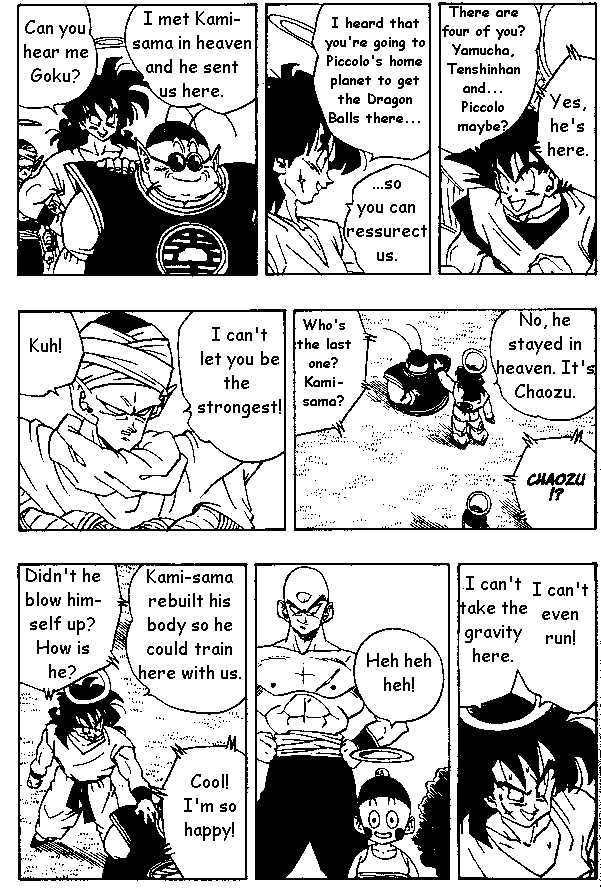 Can you
hear me
Goku?
I met Kami-
sama in heaven
and he sent
us here.
I heard that
you're going to
Piccolo's home
planet to get
the Dragon
Balls there...
...so
you can
ressurect
us.
There are
four of you?
Yamucha,
Tenshinhan
and...
Piccolo
maybe?
Yes,
he's
here.
Kuh!
I can't
let you be
the
strongest!
Who's
the last
one?
Kami-
sama?
No, he
stayed in
heaven. It's
Chaozu.
CHAOZU
!?
Didn't he
blow him-
self up?
How is
he?
Kami-sama
rebuilt his
body so he
could train
here with us.
Cool!
I'm so
happy!
Heh heh
heh!
I can't
take the
gravity
here.
I can't
even
run!